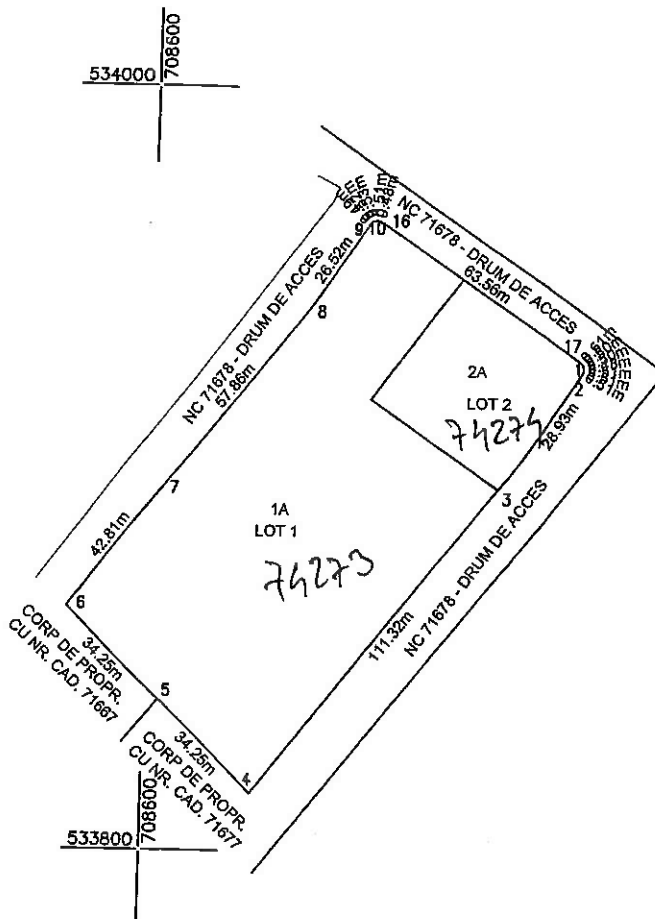 708600
534000
NC 71678 - DRUM DE ACCES
9 10 16
63.56m
26.52m
8
NC 71678 - DRUM DE ACCES
57.86m
17
1
2
2A
LOT 2
74274
28.93m
3
7
42.81m
1A
LOT 1
74273
NC 71678 - DRUM DE ACCES
111.32m
6
CORP DE PROPR.
CU NR. CAD. 71667
34.25m
5
34.25m
4
CORP DE PROPR.
CU NR. CAD. 71677
708600
533800